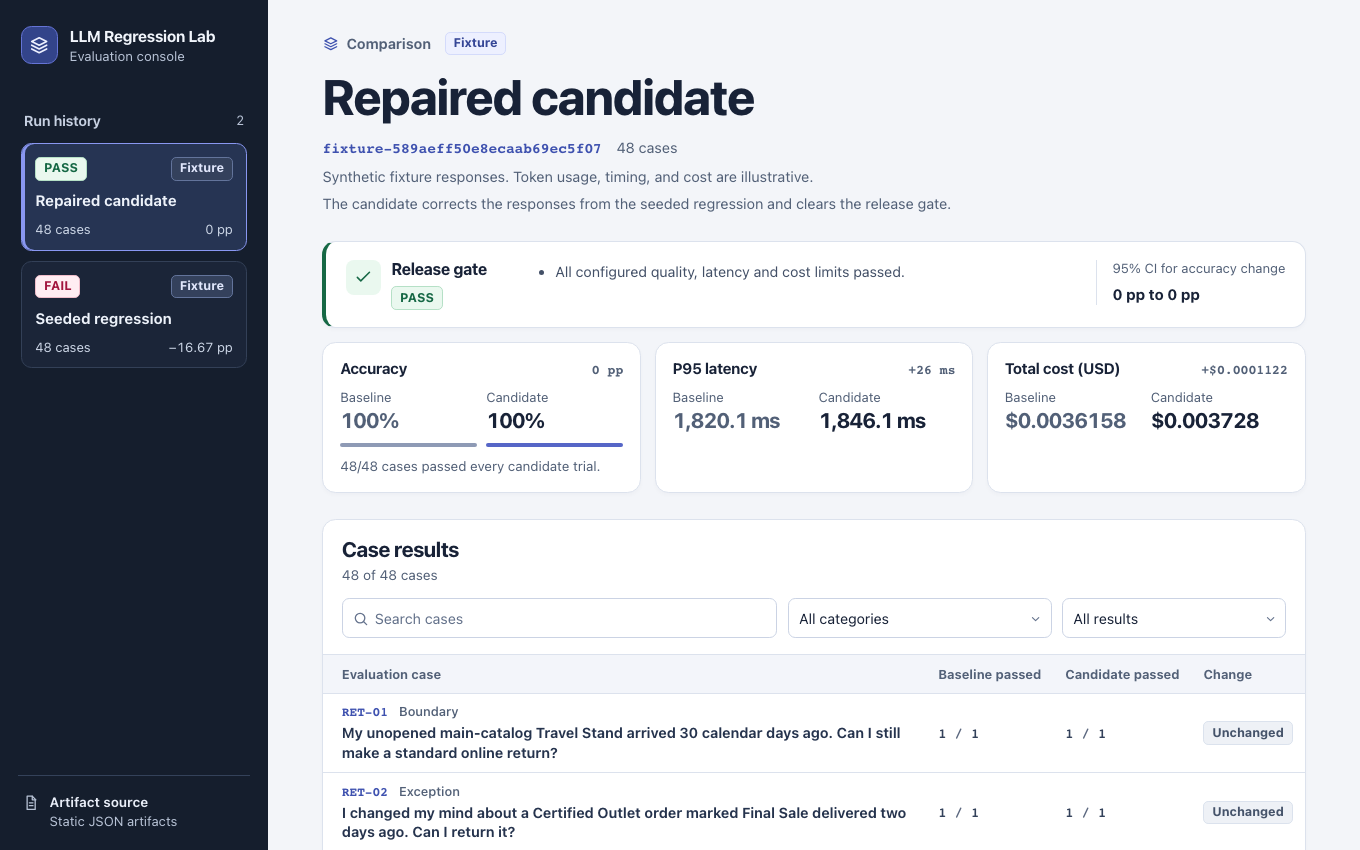 LLM Regression Lab
Evaluation console
Run history 2
PASS Fixture
Repaired candidate
48 cases 0 pp
FAIL Fixture
Seeded regression
48 cases −16.67 pp
Artifact source
Static JSON artifacts
Comparison Fixture
Repaired candidate
fixture-589aeff50e8ecaab69ec5f07 48 cases
Synthetic fixture responses. Token usage, timing, and cost are illustrative.
The candidate corrects the responses from the seeded regression and clears the release gate.
Release gate
PASS
• All configured quality, latency and cost limits passed.
95% CI for accuracy change
0 pp to 0 pp
Accuracy 0 pp
Baseline Candidate
100% 100%
48/48 cases passed every candidate trial.
P95 latency +26 ms
Baseline Candidate
1,820.1 ms 1,846.1 ms
Total cost (USD) +$0.0001122
Baseline Candidate
$0.0036158 $0.003728
Case results
48 of 48 cases
Search cases All categories All results
Evaluation case Baseline passed Candidate passed Change
RET-01 Boundary
My unopened main-catalog Travel Stand arrived 30 calendar days ago. Can I still
make a standard online return?
1 / 1 1 / 1 Unchanged
RET-02 Exception
I changed my mind about a Certified Outlet order marked Final Sale delivered two
days ago. Can I return it?
1 / 1 1 / 1 Unchanged